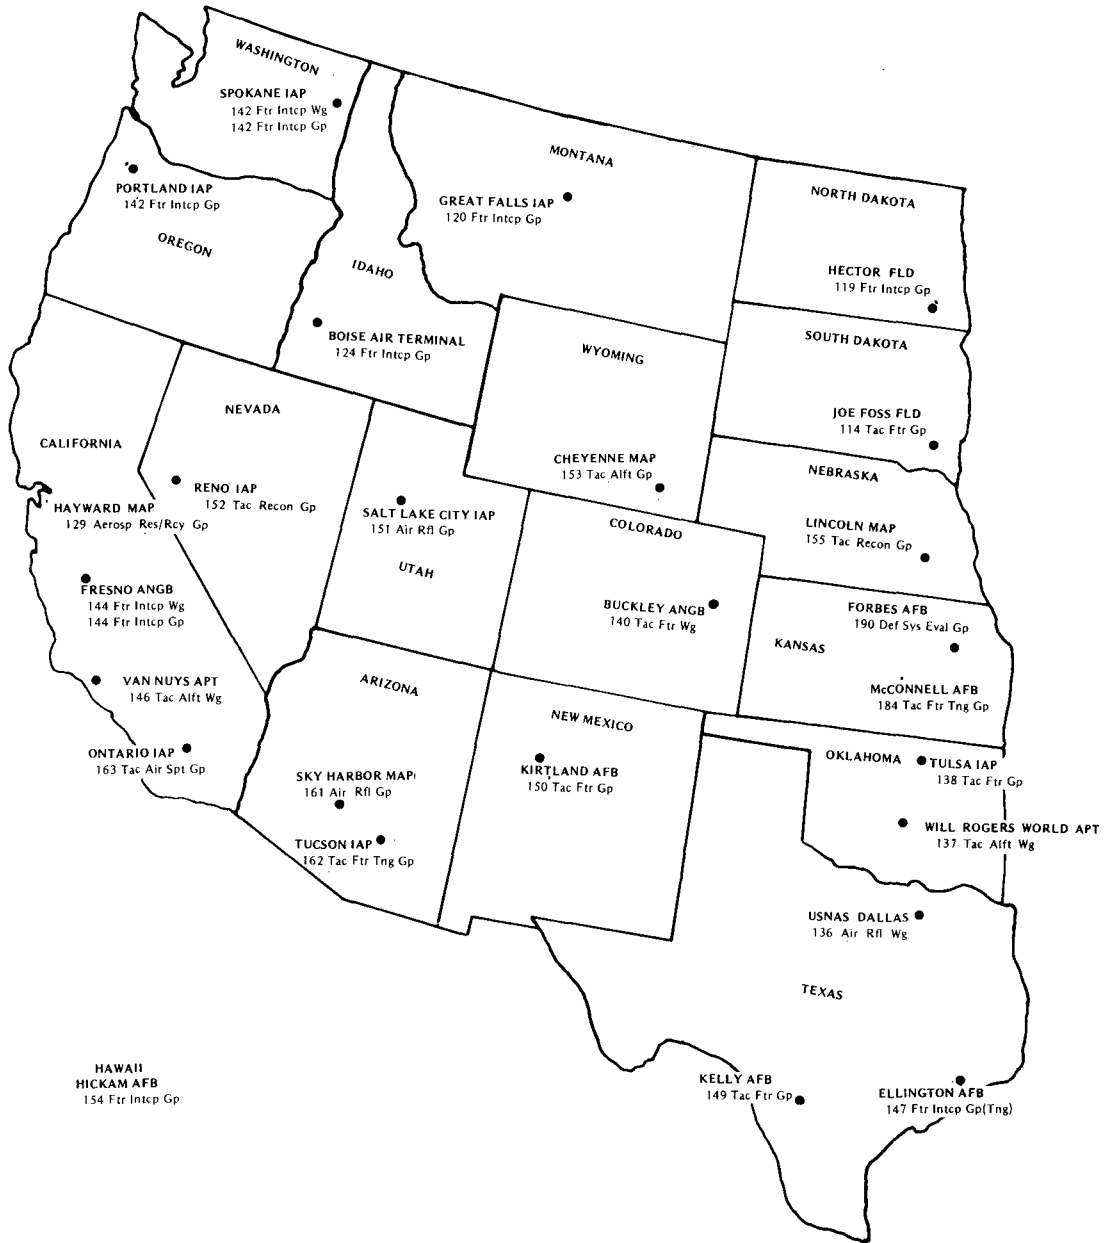 WASHINGTON
SPOKANE IAP
142 Ftr Intcp Wg
142 Ftr Intcp Gp
PORTLAND IAP
142 Ftr Intcp Gp
OREGON
MONTANA
GREAT FALLS IAP
120 Ftr Intcp Gp
NORTH DAKOTA
HECTOR FLD
119 Ftr Intcp Gp
IDAHO
BOISE AIR TERMINAL
124 Ftr Intcp Gp
WYOMING
CHEYENNE MAP
153 Tac Alft Gp
SOUTH DAKOTA
JOE FOSS FLD
114 Tac Ftr Gp
NEBRASKA
LINCOLN MAP
155 Tac Recon Gp
NEVADA
RENO IAP
152 Tac Recon Gp
CALIFORNIA
HAYWARD MAP
129 Aerosp Res/Rcy Gp
FRESNO ANGB
144 Ftr Intcp Wg
144 Ftr Intcp Gp
VAN NUYS APT
146 Tac Alft Wg
ONTARIO IAP
163 Tac Air Spt Gp
SALT LAKE CITY IAP
151 Air Rfl Gp
UTAH
COLORADO
BUCKLEY ANGB
140 Tac Ftr Wg
KANSAS
FORBES AFB
190 Def Sys Eval Gp
McCONNELL AFB
184 Tac Ftr Tng Gp
ARIZONA
SKY HARBOR MAP
161 Air Rfl Gp
TUCSON IAP
162 Tac Ftr Tng Gp
NEW MEXICO
KIRTLAND AFB
150 Tac Ftr Gp
OKLAHOMA
TULSA IAP
138 Tac Ftr Gp
WILL ROGERS WORLD APT
137 Tac Alft Wg
USNAS DALLAS
136 Air Rfl Wg
TEXAS
KELLY AFB
149 Tac Ftr Gp
ELLINGTON AFB
147 Ftr Intcp Gp(Tng)
HAWAII
HICKAM AFB
154 Ftr Intcp Gp